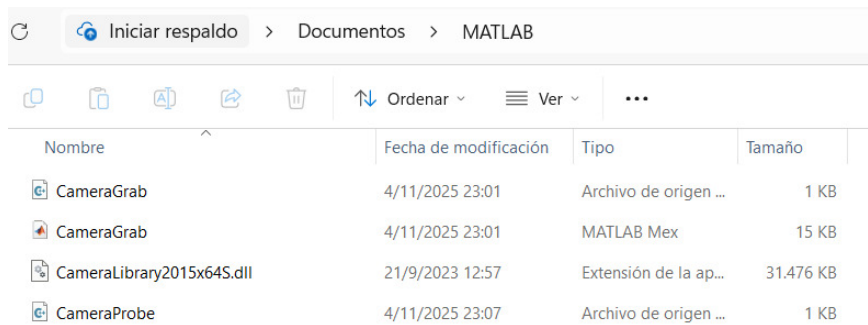 Iniciar respaldo > Documentos > MATLAB
Ordenar Ver ...
Nombre Fecha de modificación Tipo Tamaño
CameraGrab 4/11/2025 23:01 Archivo de origen ... 1 KB
CameraGrab 4/11/2025 23:01 MATLAB Mex 15 KB
CameraLibrary2015x64S.dll 21/9/2023 12:57 Extensión de la ap... 31.476 KB
CameraProbe 4/11/2025 23:07 Archivo de origen ... 1 KB